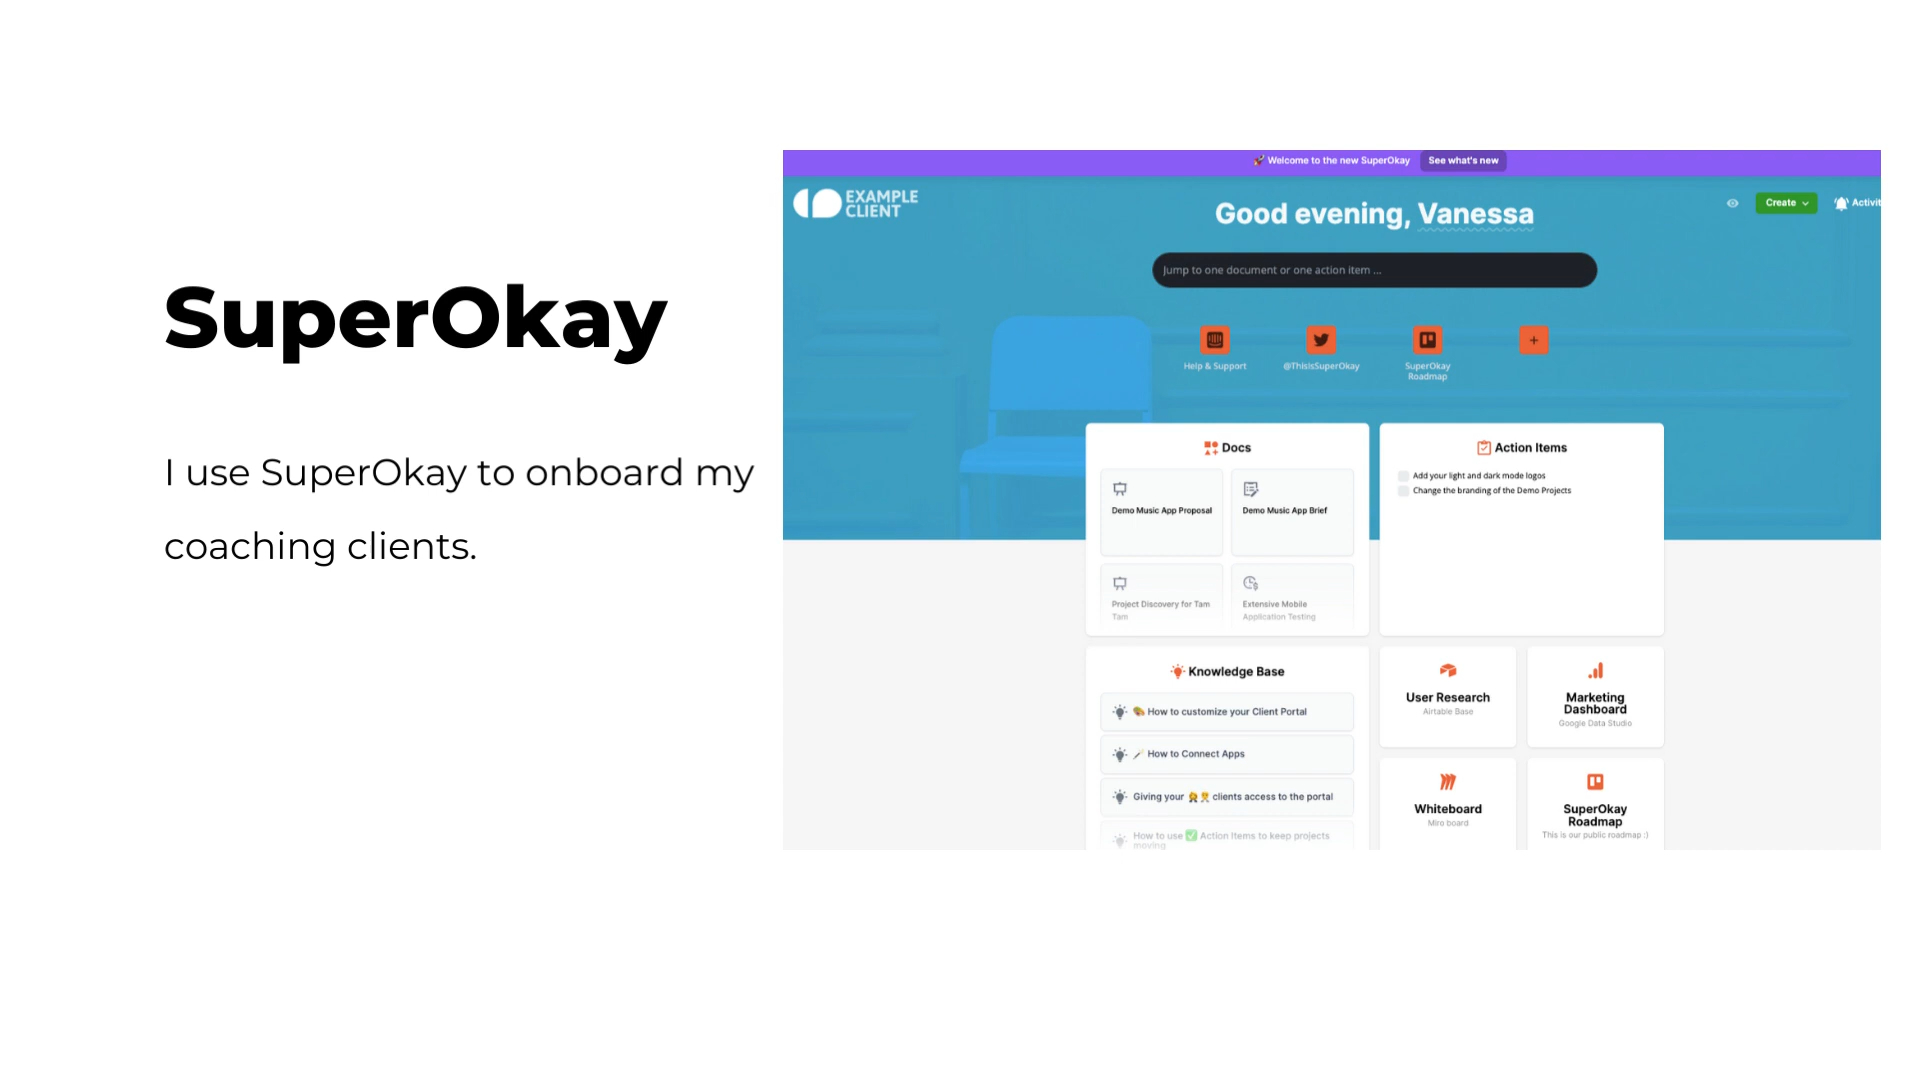 SuperOkay
I use SuperOkay to onboard my
coaching clients.
🚀 Welcome to the new SuperOkay
See what's new
EXAMPLE
CLIENT
Good evening, Vanessa
Create
Activit
Jump to one document or one action item ...
Help & Support
@ThisIsSuperOkay
SuperOkay
Roadmap
Docs
Demo Music App Proposal
Demo Music App Brief
Project Discovery for Tam
Tam
Extensive Mobile
Application Testing
Action Items
Add your light and dark mode logos
Change the branding of the Demo Projects
Knowledge Base
🎨 How to customize your Client Portal
🪄 How to Connect Apps
Giving your 👷👷 clients access to the portal
How to use ✅ Action Items to keep projects
moving
User Research
Airtable Base
Marketing
Dashboard
Google Data Studio
Whiteboard
Miro board
SuperOkay
Roadmap
This is our public roadmap :)